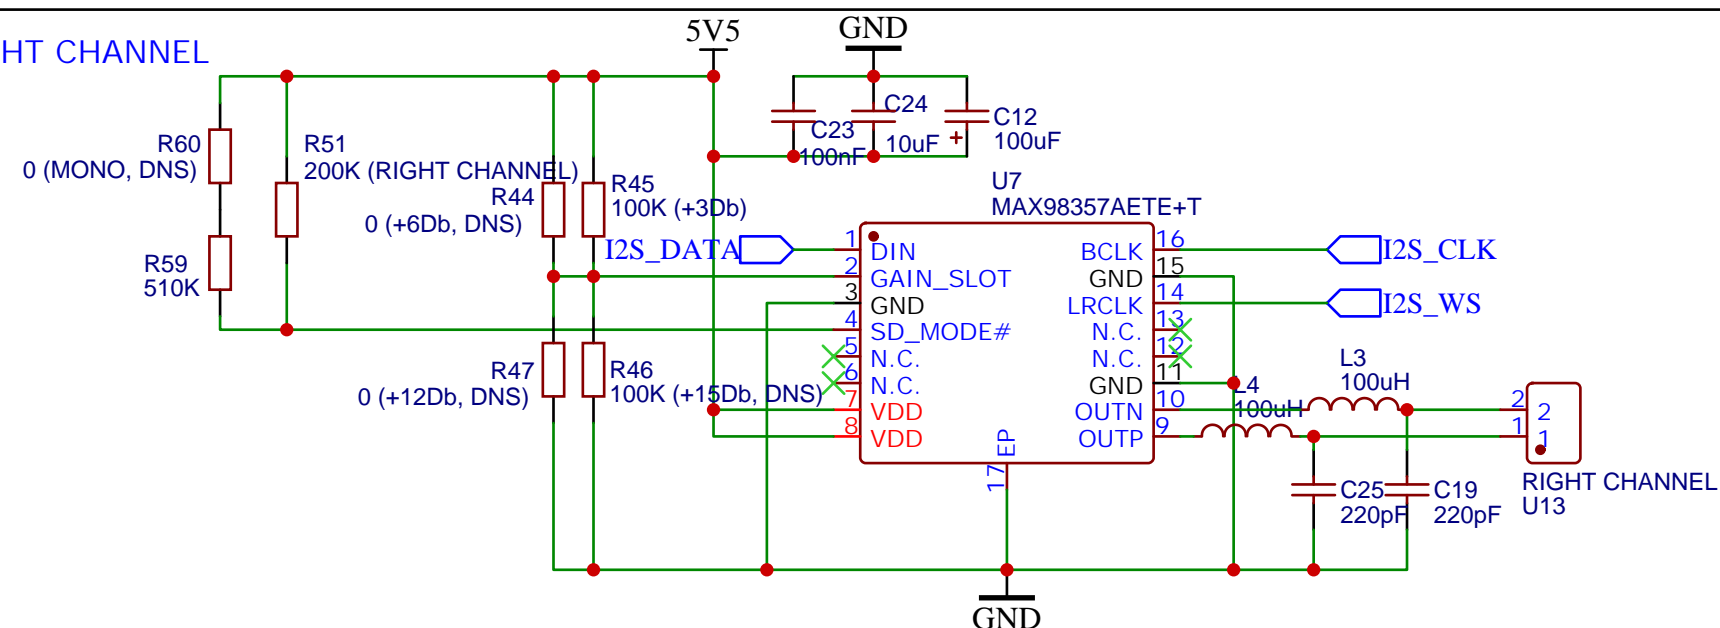 HT CHANNEL
5V5
GND
R60
0 (MONO, DNS)
R51
200K (RIGHT CHANNEL)
R59
510K
R44
0 (+6Db, DNS)
R45
100K (+3Db)
R47
0 (+12Db, DNS)
R46
100K (+15Db, DNS)
C23
100nF
C24
10uF
C12
100uF
+
U7
MAX98357AETE+T
I2S_DATA
1 DIN
2 GAIN_SLOT
3 GND
4 SD_MODE#
5 N.C.
6 N.C.
7 VDD
8 VDD
BCLK 16
GND 15
LRCLK 14
N.C. 13
N.C. 12
GND 11
OUTN 10
OUTP 9
EP
17
I2S_CLK
I2S_WS
L3
100uH
L4
100uH
2 2
1 1
RIGHT CHANNEL
U13
C25
220pF
C19
220pF
GND